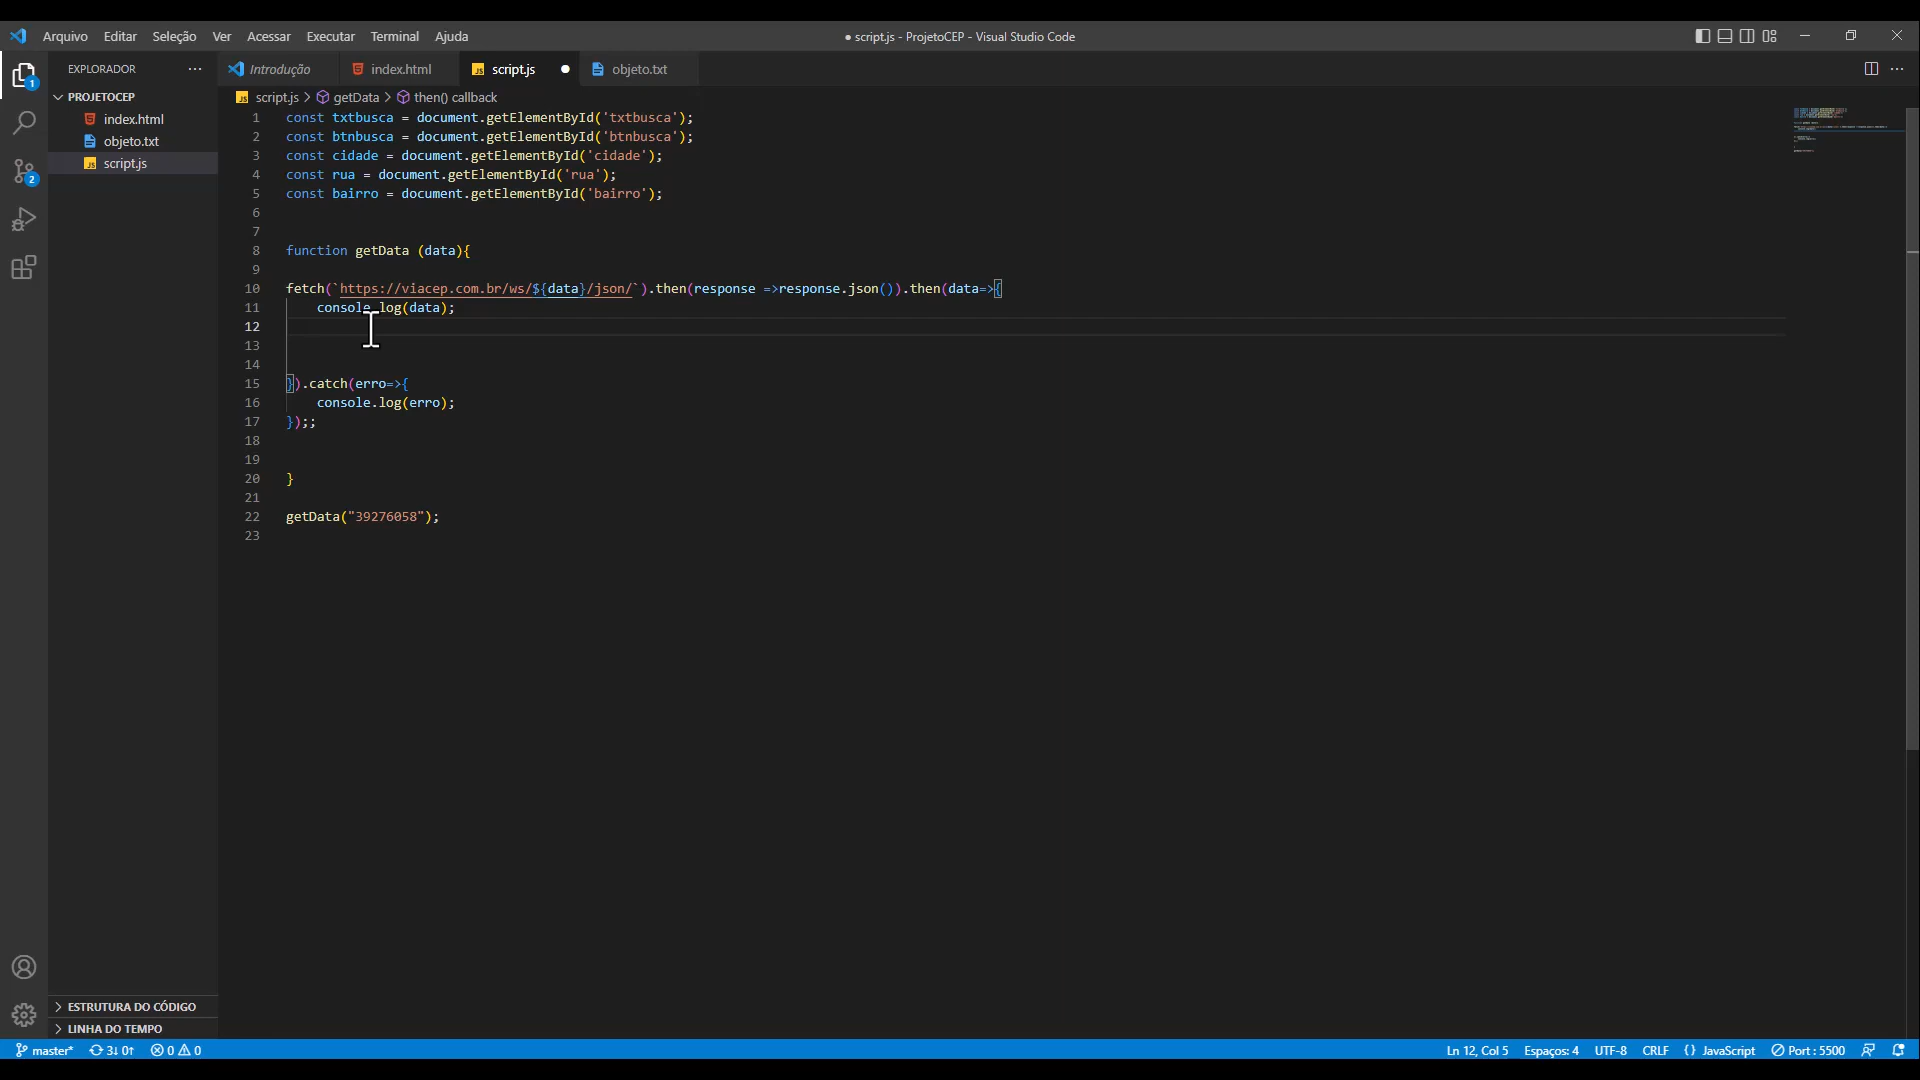 Arquivo Editar Seleção Ver Acessar Executar Terminal Ajuda
● script.js - ProjetoCEP - Visual Studio Code
EXPLORADOR
Introdução index.html script.js objeto.txt
PROJETOCEP
index.html
objeto.txt
script.js
script.js > getData > then() callback
1 const txtbusca = document.getElementById('txtbusca');
2 const btnbusca = document.getElementById('btnbusca');
3 const cidade = document.getElementById('cidade');
4 const rua = document.getElementById('rua');
5 const bairro = document.getElementById('bairro');
6
7
8 function getData (data){
9
10 fetch(`https://viacep.com.br/ws/${data}/json/`).then(response =>response.json()).then(data=>{
11 console.log(data);
12
13
14
15 }).catch(erro=>{
16 console.log(erro);
17 });;
18
19
20 }
21
22 getData("39276058");
23
1
2
ESTRUTURA DO CÓDIGO
LINHA DO TEMPO
master* 3↓ 0↑ 0 0 Ln 12, Col 5 Espaços: 4 UTF-8 CRLF {} JavaScript Port : 5500